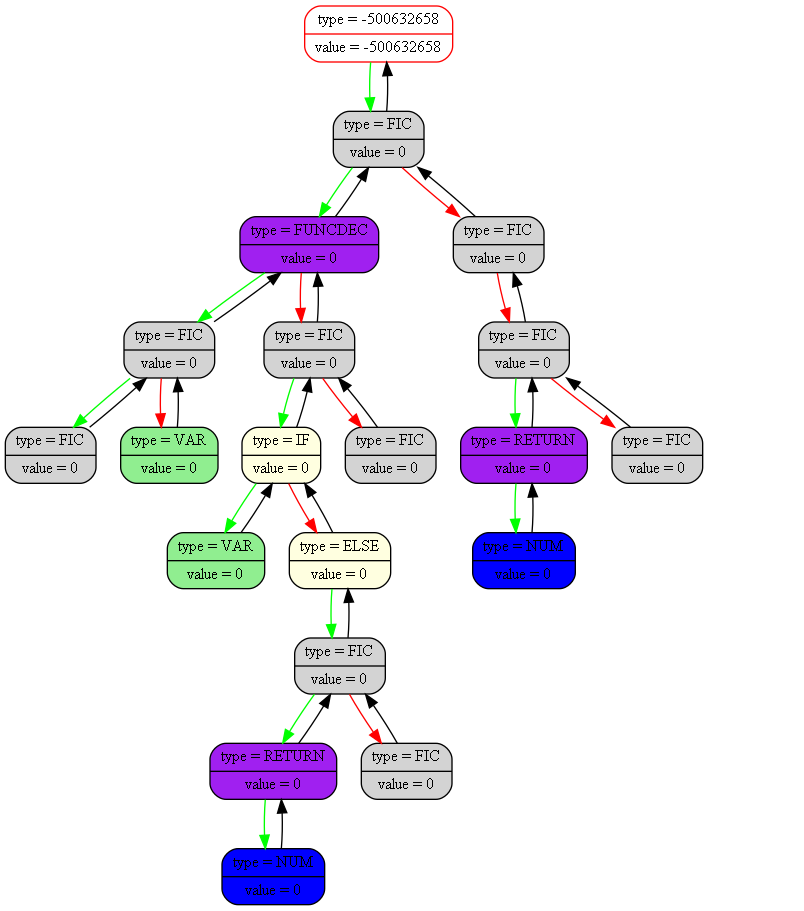 type = -500632658
value = -500632658
type = FIC
value = 0
type = FUNCDEC
value = 0
type = FIC
value = 0
type = FIC
value = 0
type = FIC
value = 0
type = FIC
value = 0
type = FIC
value = 0
type = VAR
value = 0
type = IF
value = 0
type = FIC
value = 0
type = RETURN
value = 0
type = FIC
value = 0
type = VAR
value = 0
type = ELSE
value = 0
type = NUM
value = 0
type = FIC
value = 0
type = RETURN
value = 0
type = FIC
value = 0
type = NUM
value = 0